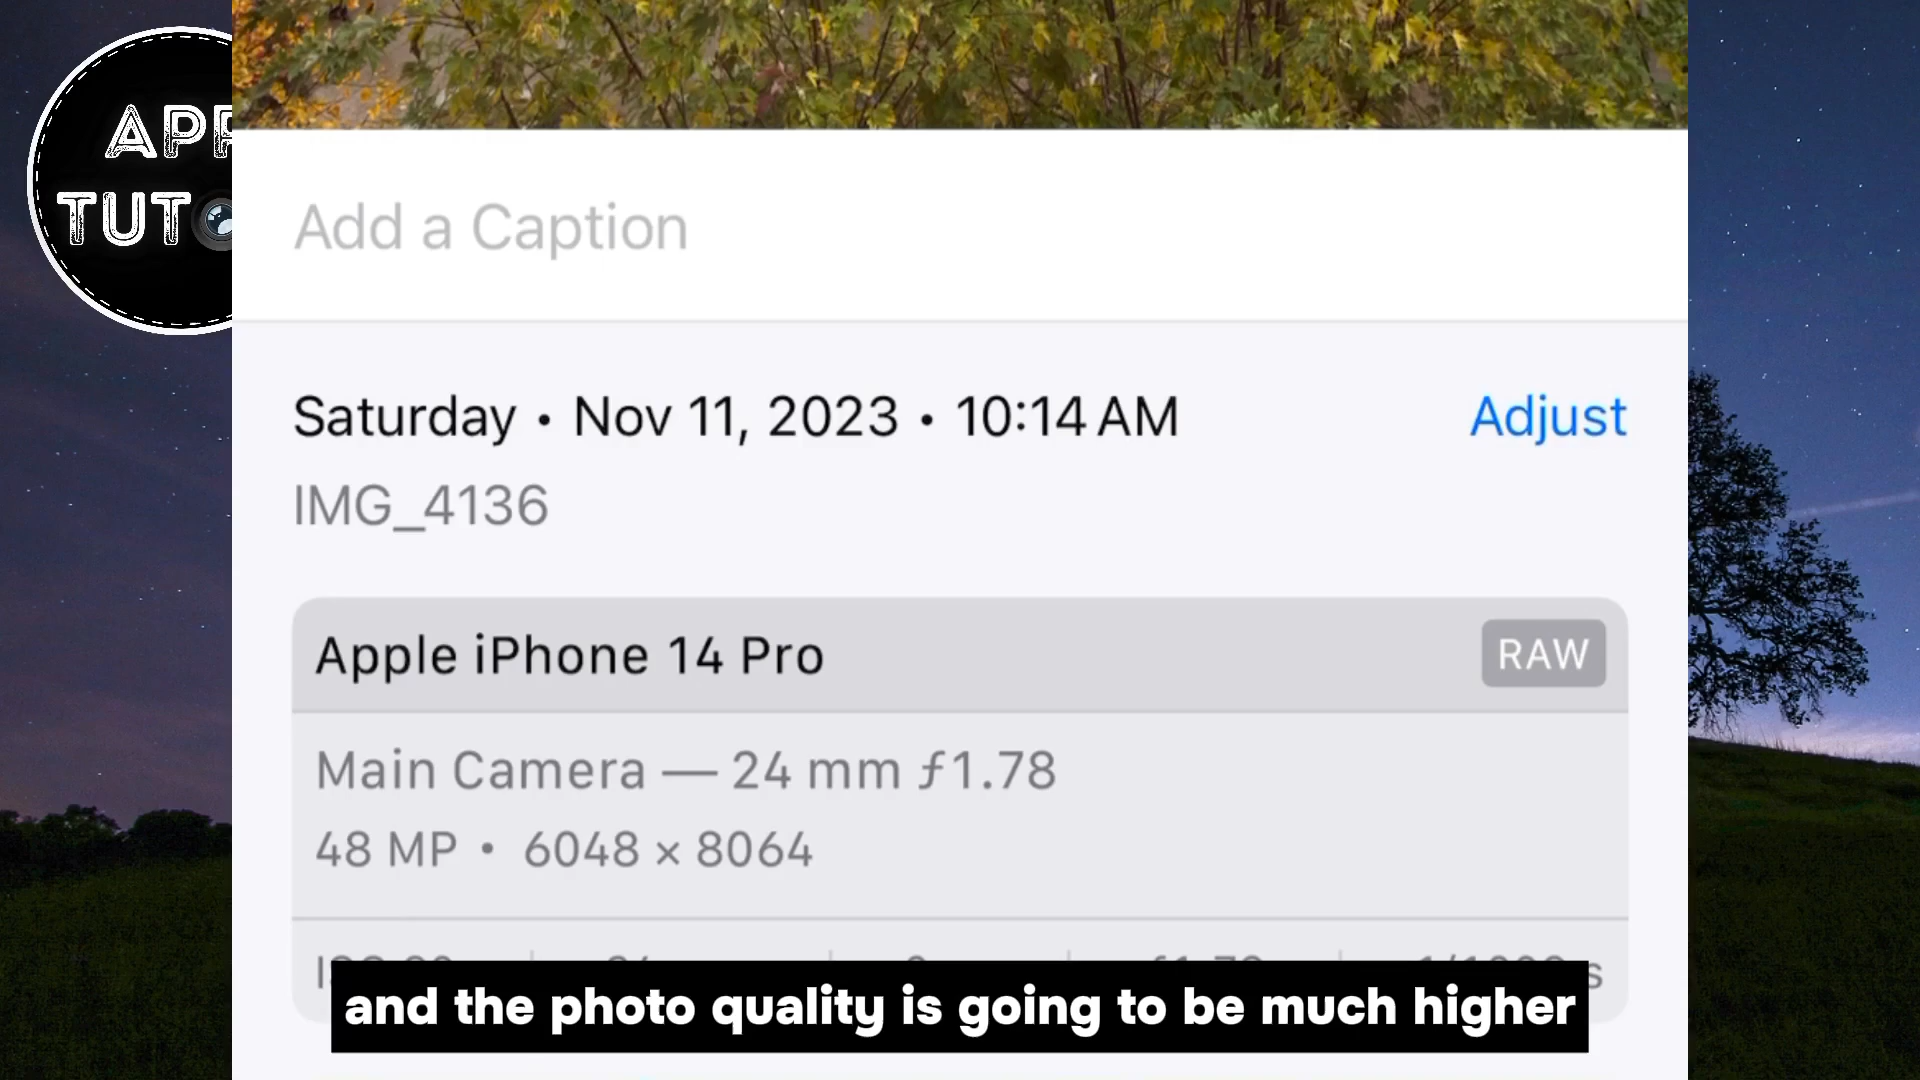 APP
TUT
Add a Caption
Saturday • Nov 11, 2023 • 10:14 AM
Adjust
IMG_4136
Apple iPhone 14 Pro
RAW
Main Camera — 24 mm ƒ1.78
48 MP • 6048 × 8064
and the photo quality is going to be much higher